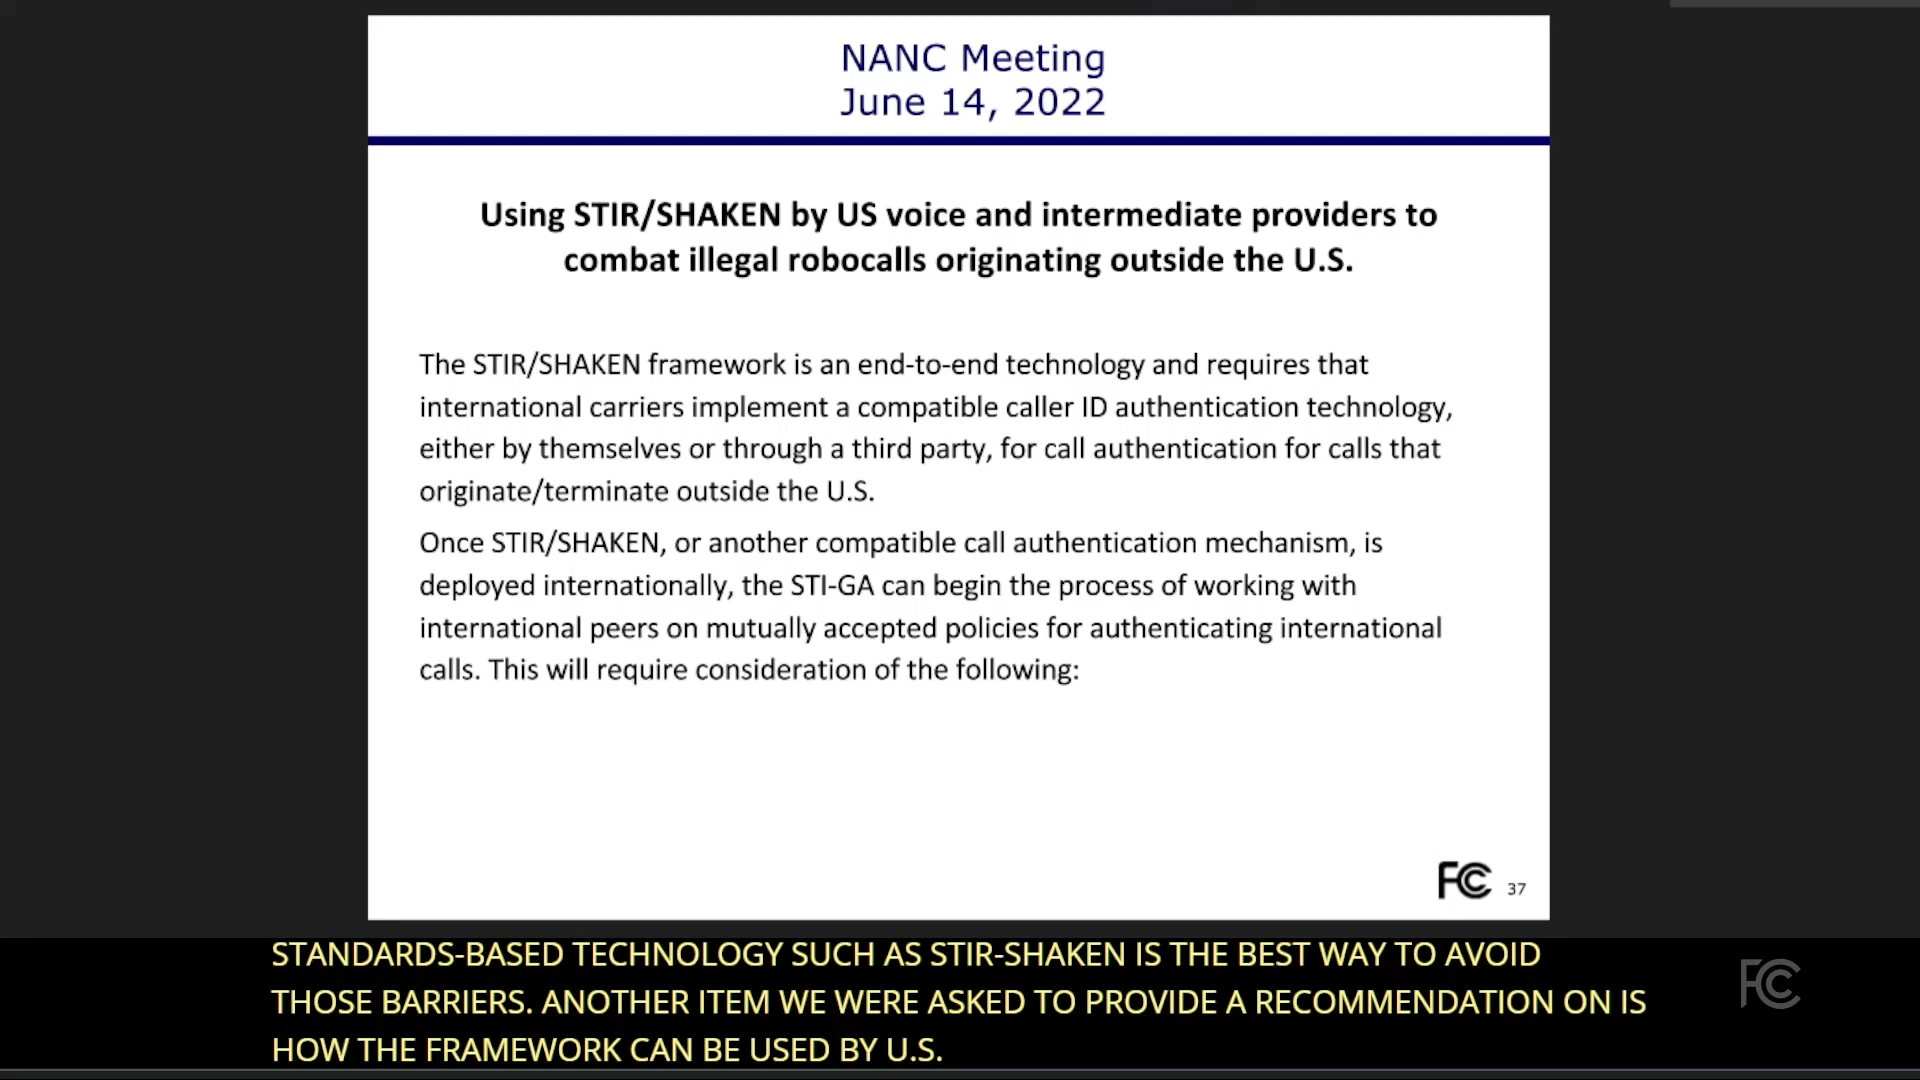 NANC Meeting
June 14, 2022
Using STIR/SHAKEN by US voice and intermediate providers to
combat illegal robocalls originating outside the U.S.
The STIR/SHAKEN framework is an end-to-end technology and requires that
international carriers implement a compatible caller ID authentication technology,
either by themselves or through a third party, for call authentication for calls that
originate/terminate outside the U.S.
Once STIR/SHAKEN, or another compatible call authentication mechanism, is
deployed internationally, the STI-GA can begin the process of working with
international peers on mutually accepted policies for authenticating international
calls. This will require consideration of the following:
FCC 37
STANDARDS-BASED TECHNOLOGY SUCH AS STIR-SHAKEN IS THE BEST WAY TO AVOID
THOSE BARRIERS. ANOTHER ITEM WE WERE ASKED TO PROVIDE A RECOMMENDATION ON IS
HOW THE FRAMEWORK CAN BE USED BY U.S.
FCC